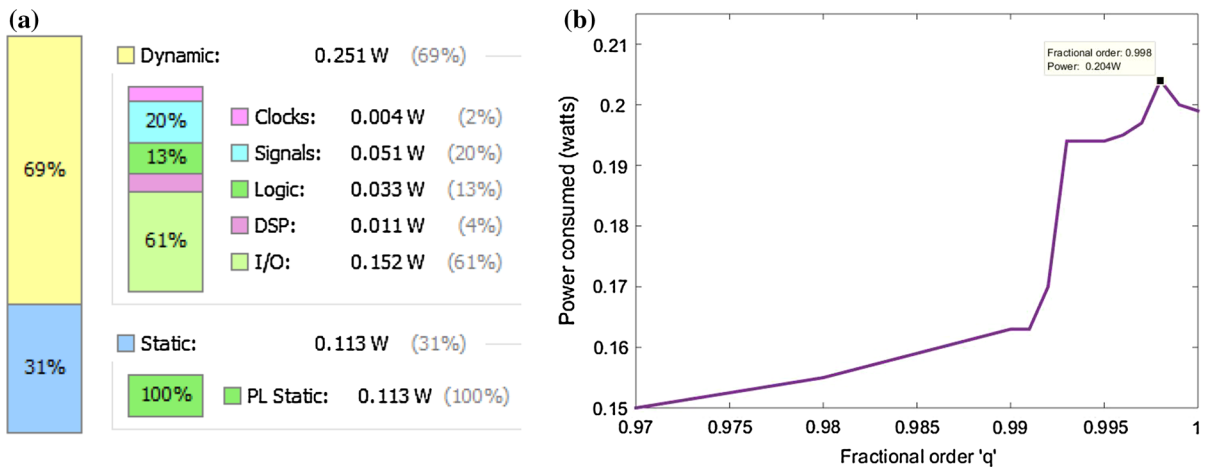 (a)
69%
31%
Dynamic: 0.251 W (69%)
20%
13%
61%
Clocks: 0.004 W (2%)
Signals: 0.051 W (20%)
Logic: 0.033 W (13%)
DSP: 0.011 W (4%)
I/O: 0.152 W (61%)
Static: 0.113 W (31%)
100%
PL Static: 0.113 W (100%)
(b)
Power consumed (watts)
0.21
0.2
0.19
0.18
0.17
0.16
0.15
Fractional order: 0.998
Power: 0.204W
0.97 0.975 0.98 0.985 0.99 0.995 1
Fractional order 'q'